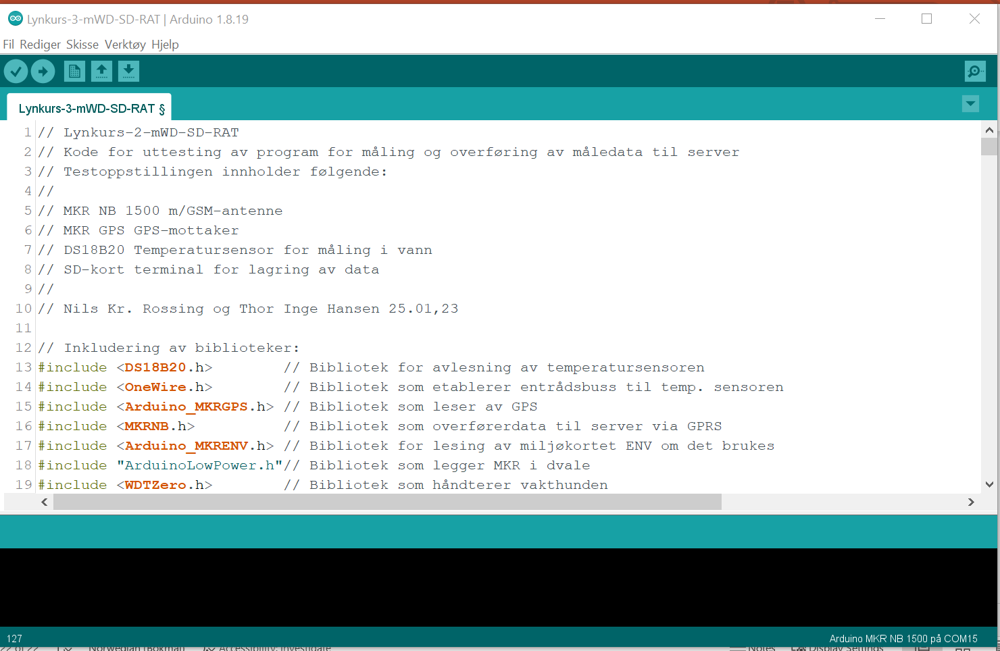 Lynkurs-3-mWD-SD-RAT | Arduino 1.8.19
Fil Rediger Skisse Verktøy Hjelp
Lynkurs-3-mWD-SD-RAT §
1 // Lynkurs-2-mWD-SD-RAT
2 // Kode for uttesting av program for måling og overføring av måledata til server
3 // Testoppstillingen innholder følgende:
4 //
5 // MKR NB 1500 m/GSM-antenne
6 // MKR GPS GPS-mottaker
7 // DS18B20 Temperatursensor for måling i vann
8 // SD-kort terminal for lagring av data
9 //
10 // Nils Kr. Rossing og Thor Inge Hansen 25.01,23
11
12 // Inkludering av biblioteker:
13 #include <DS18B20.h> // Bibliotek for avlesning av temperatursensoren
14 #include <OneWire.h> // Bibliotek som etablerer entrådsbuss til temp. sensoren
15 #include <Arduino_MKRGPS.h> // Bibliotek som leser av GPS
16 #include <MKRNB.h> // Bibliotek som overførerdata til server via GPRS
17 #include <Arduino_MKRENV.h> // Bibliotek for lesing av miljøkortet ENV om det brukes
18 #include "ArduinoLowPower.h"// Bibliotek som legger MKR i dvale
19 #include <WDTZero.h> // Bibliotek som håndterer vakthunden
127 Arduino MKR NB 1500 på COM15
Norwegian (Bokmål Accessibility: Investigate Notes Display Settings